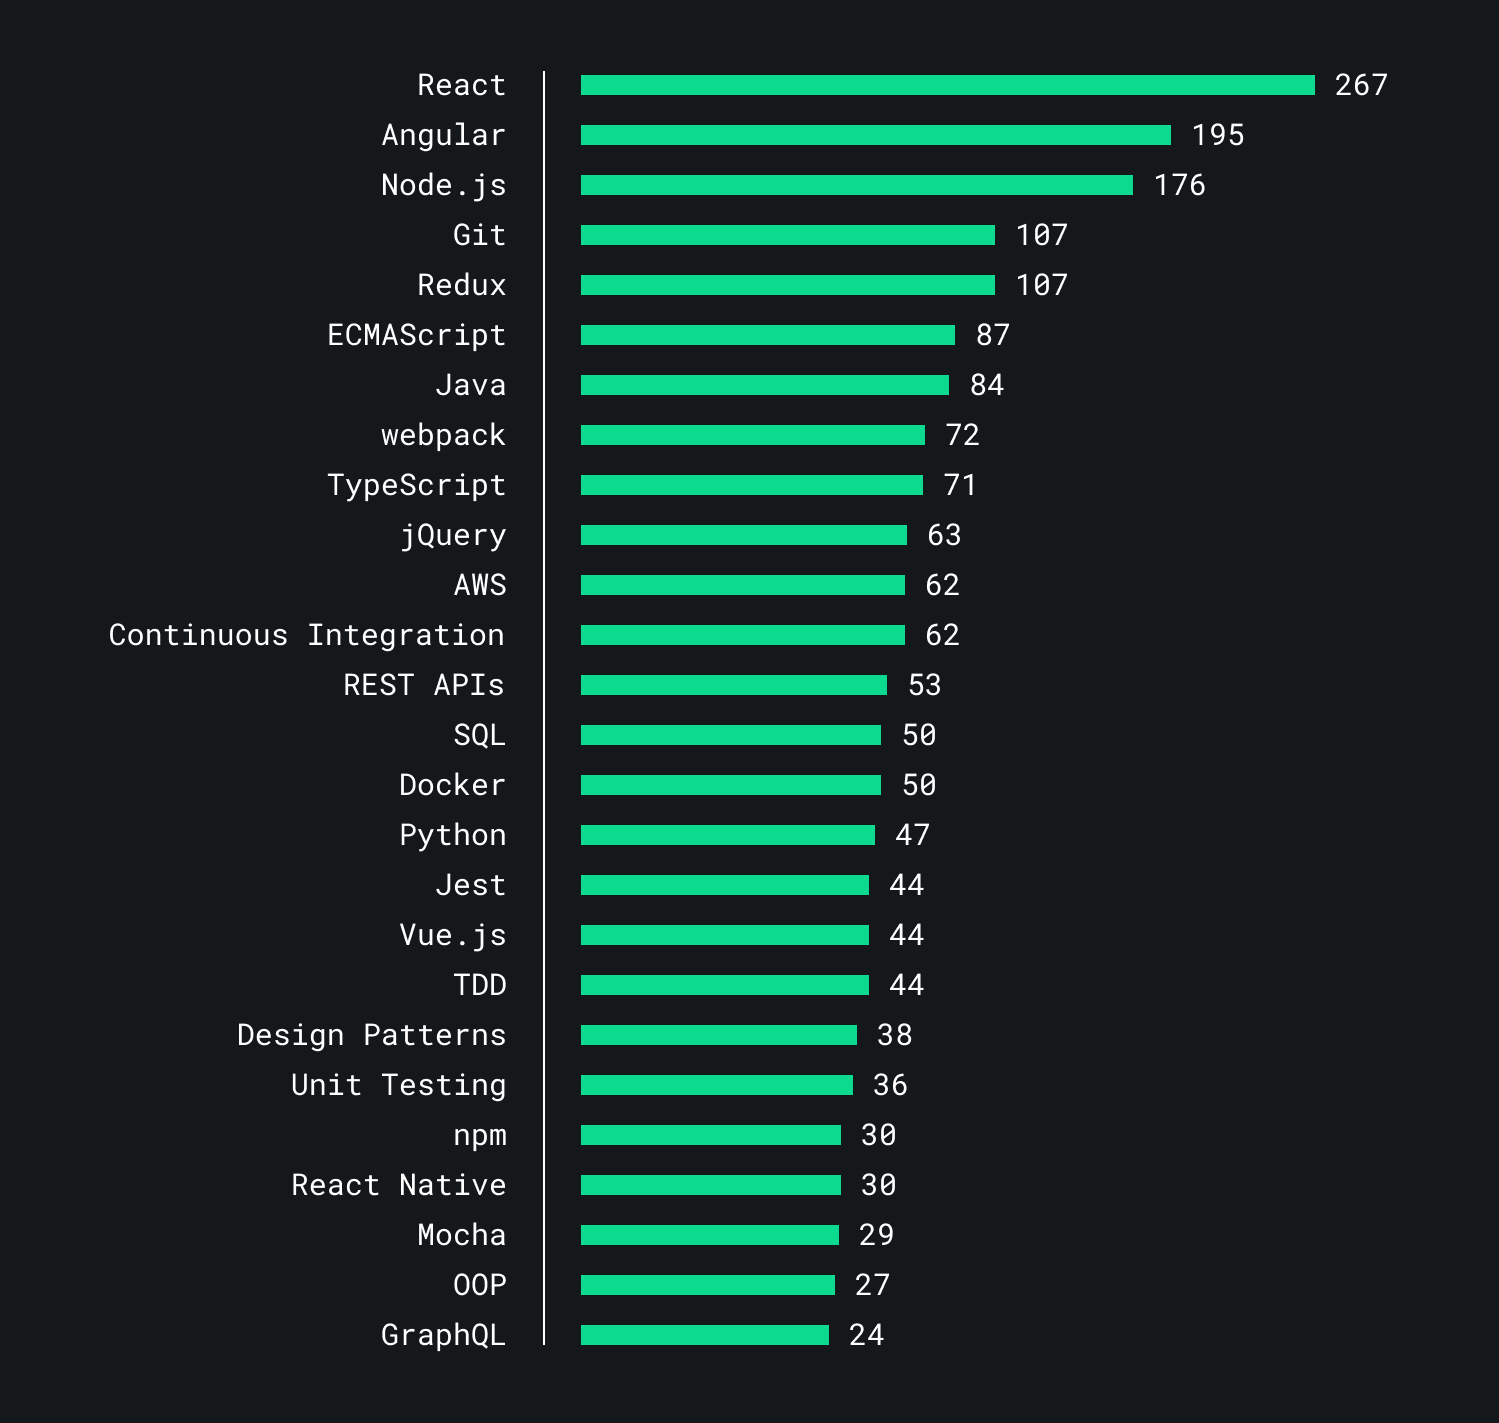 React 267
Angular 195
Node.js 176
Git 107
Redux 107
ECMAScript 87
Java 84
webpack 72
TypeScript 71
jQuery 63
AWS 62
Continuous Integration 62
REST APIs 53
SQL 50
Docker 50
Python 47
Jest 44
Vue.js 44
TDD 44
Design Patterns 38
Unit Testing 36
npm 30
React Native 30
Mocha 29
OOP 27
GraphQL 24